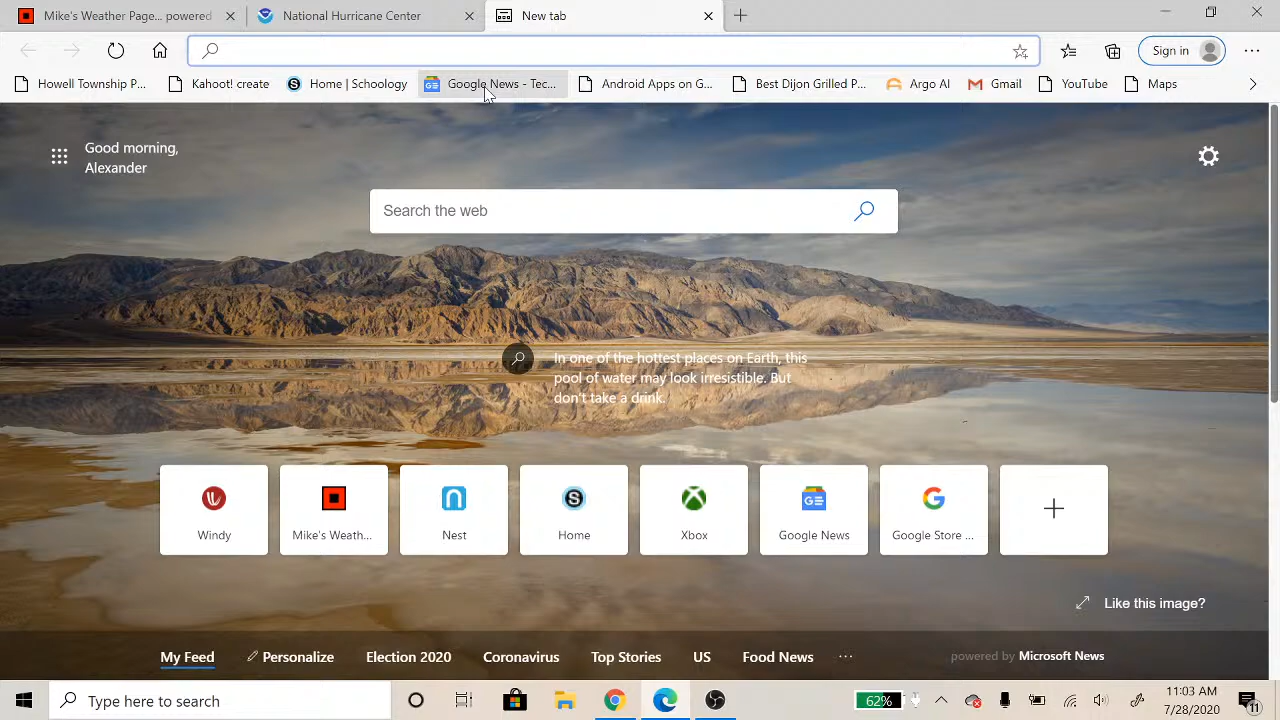 Mike's Weather Page... powered
National Hurricane Center
New tab
Sign in
Howell Township P...
Kahoot! create
Home | Schoology
Google News - Tec...
Android Apps on G...
Best Dijon Grilled P...
Argo AI
Gmail
YouTube
Maps
Good morning,
Alexander
Search the web
In one of the hottest places on Earth, this
pool of water may look irresistible. But
don't take a drink.
Windy
Mike's Weath...
Nest
Home
Xbox
Google News
Google Store ...
Like this image?
My Feed
Personalize
Election 2020
Coronavirus
Top Stories
US
Food News
...
powered by Microsoft News
Type here to search
62%
11:03 AM
7/28/2020
11